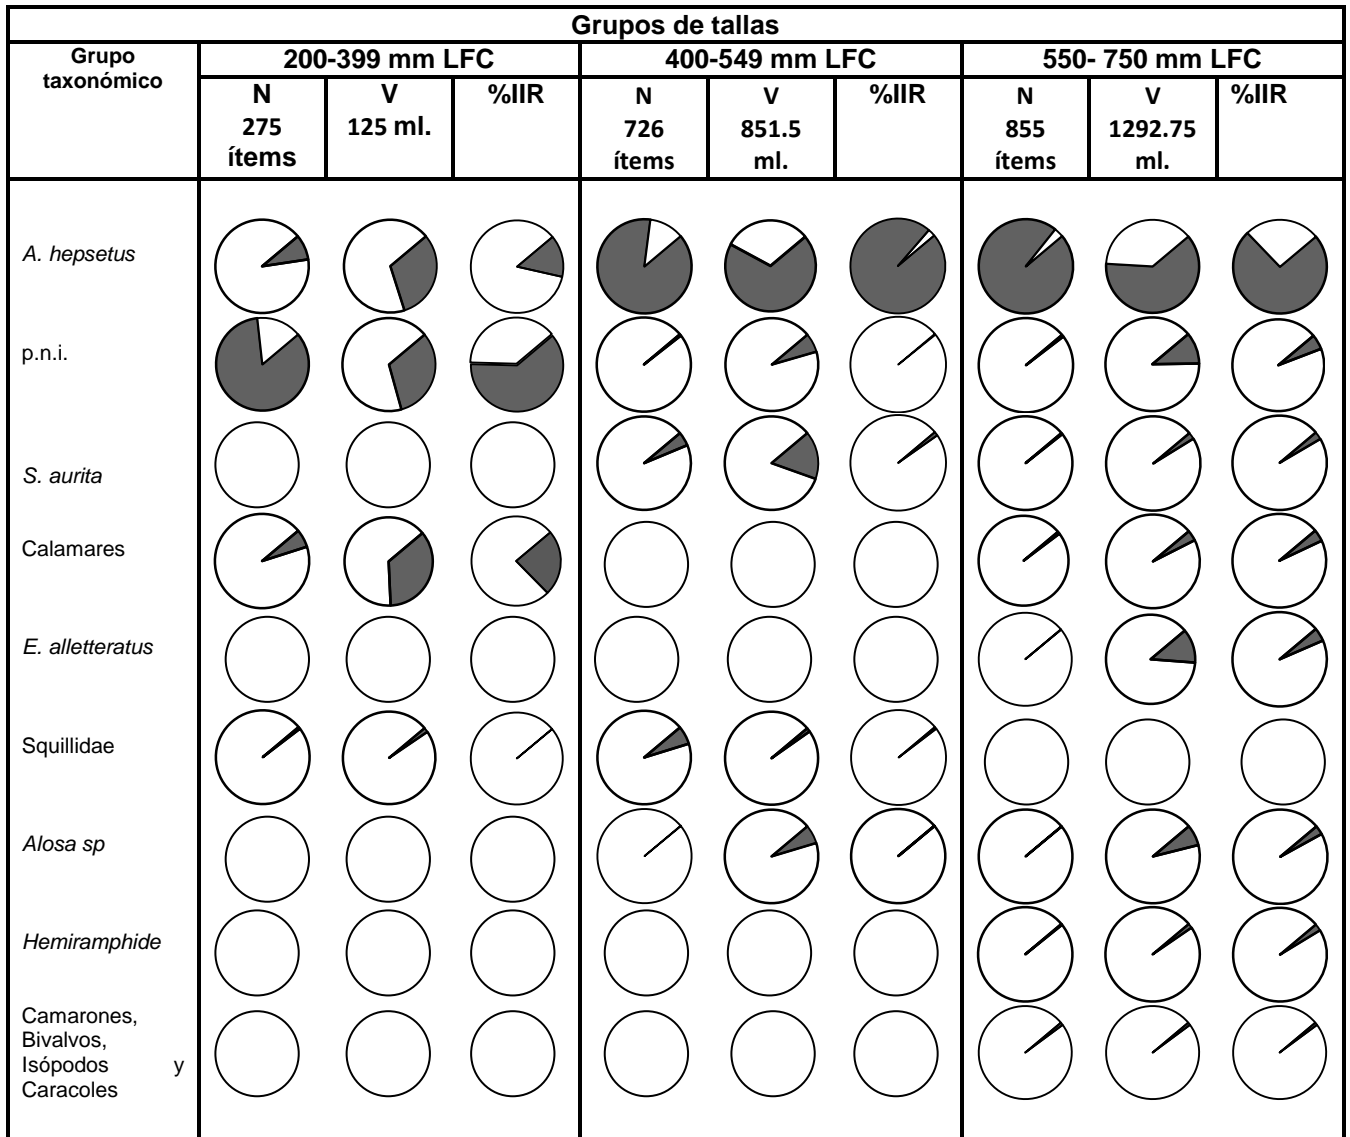 Grupos de tallas
Grupo
taxonómico
200-399 mm LFC
400-549 mm LFC
550- 750 mm LFC
N
275
ítems
V
125 ml.
%IIR
N
726
ítems
V
851.5
ml.
%IIR
N
855
ítems
V
1292.75
ml.
%IIR
A. hepsetus
p.n.i.
S. aurita
Calamares
E. alletteratus
Squillidae
Alosa sp
Hemiramphide
Camarones,
Bivalvos,
Isópodos y
Caracoles